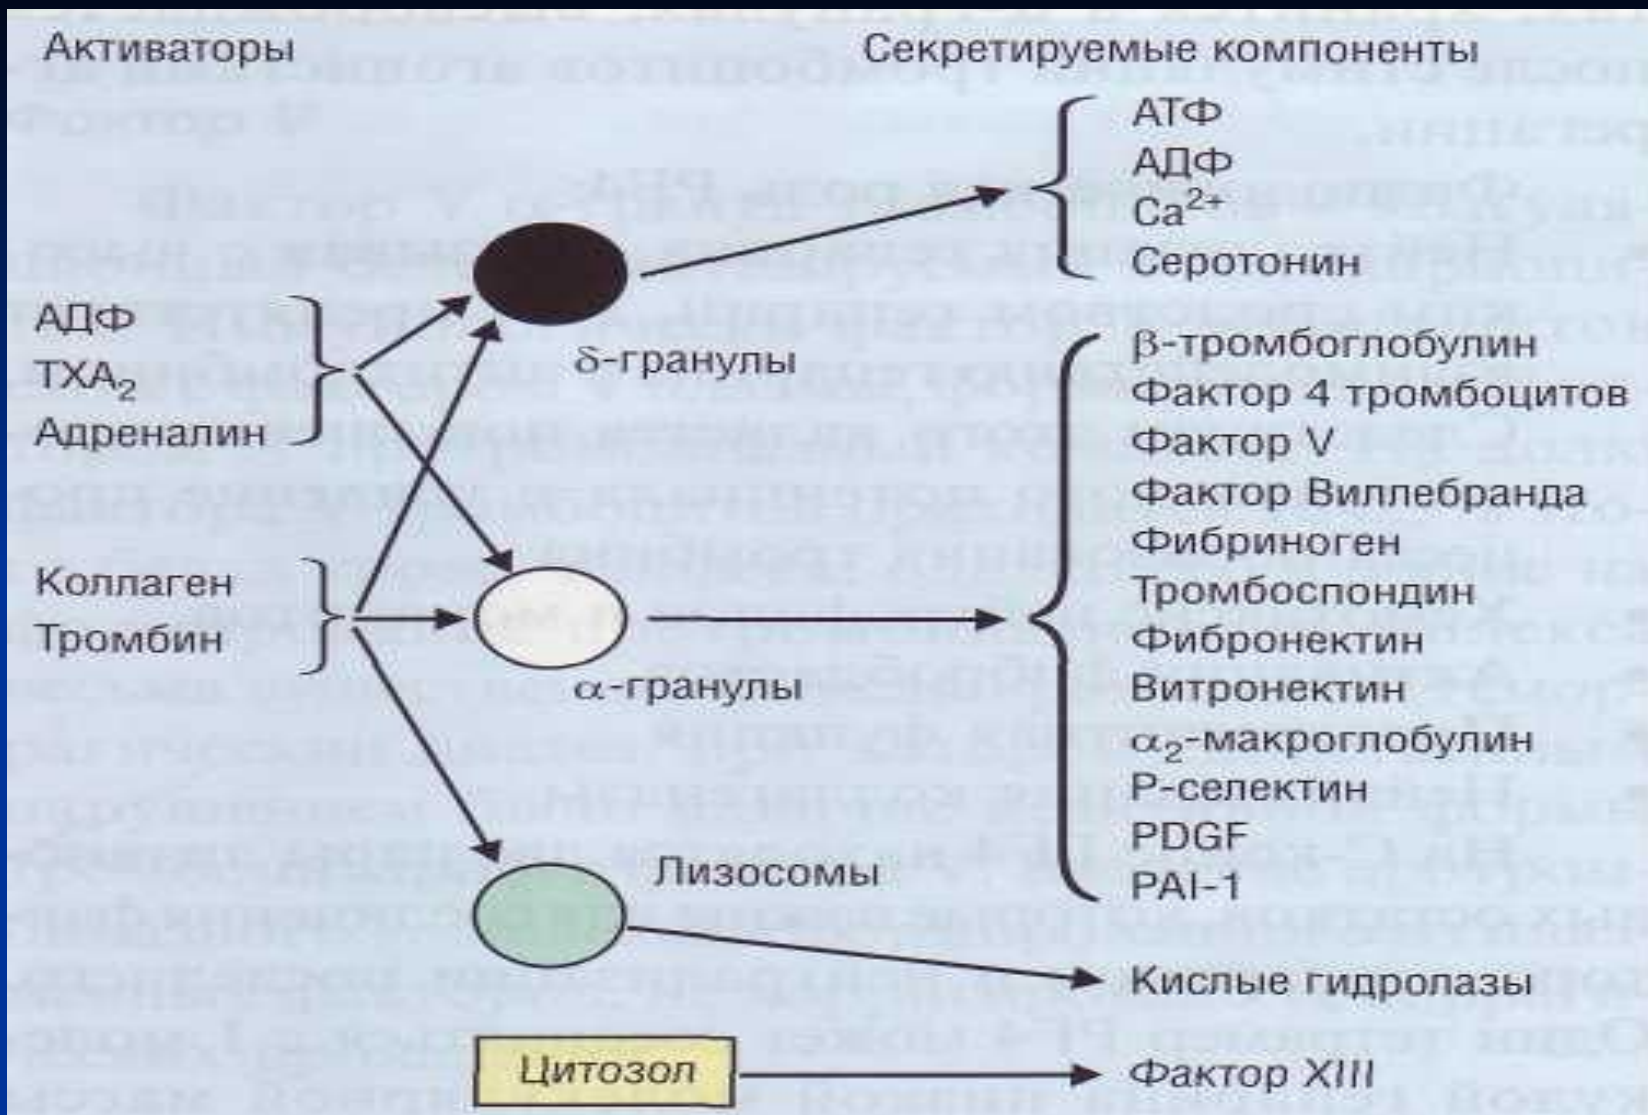 Активаторы
Секретируемые компоненты
АТФ
АДФ
Ca²⁺
Серотонин
АДФ
ТХА₂
Адреналин
δ-гранулы
β-тромбоглобулин
Фактор 4 тромбоцитов
Фактор V
Фактор Виллебранда
Фибриноген
Тромбоспондин
Фибронектин
Витронектин
α₂-макроглобулин
Р-селектин
PDGF
PAI-1
Коллаген
Тромбин
α-гранулы
Лизосомы
Кислые гидролазы
Цитозол
Фактор XIII